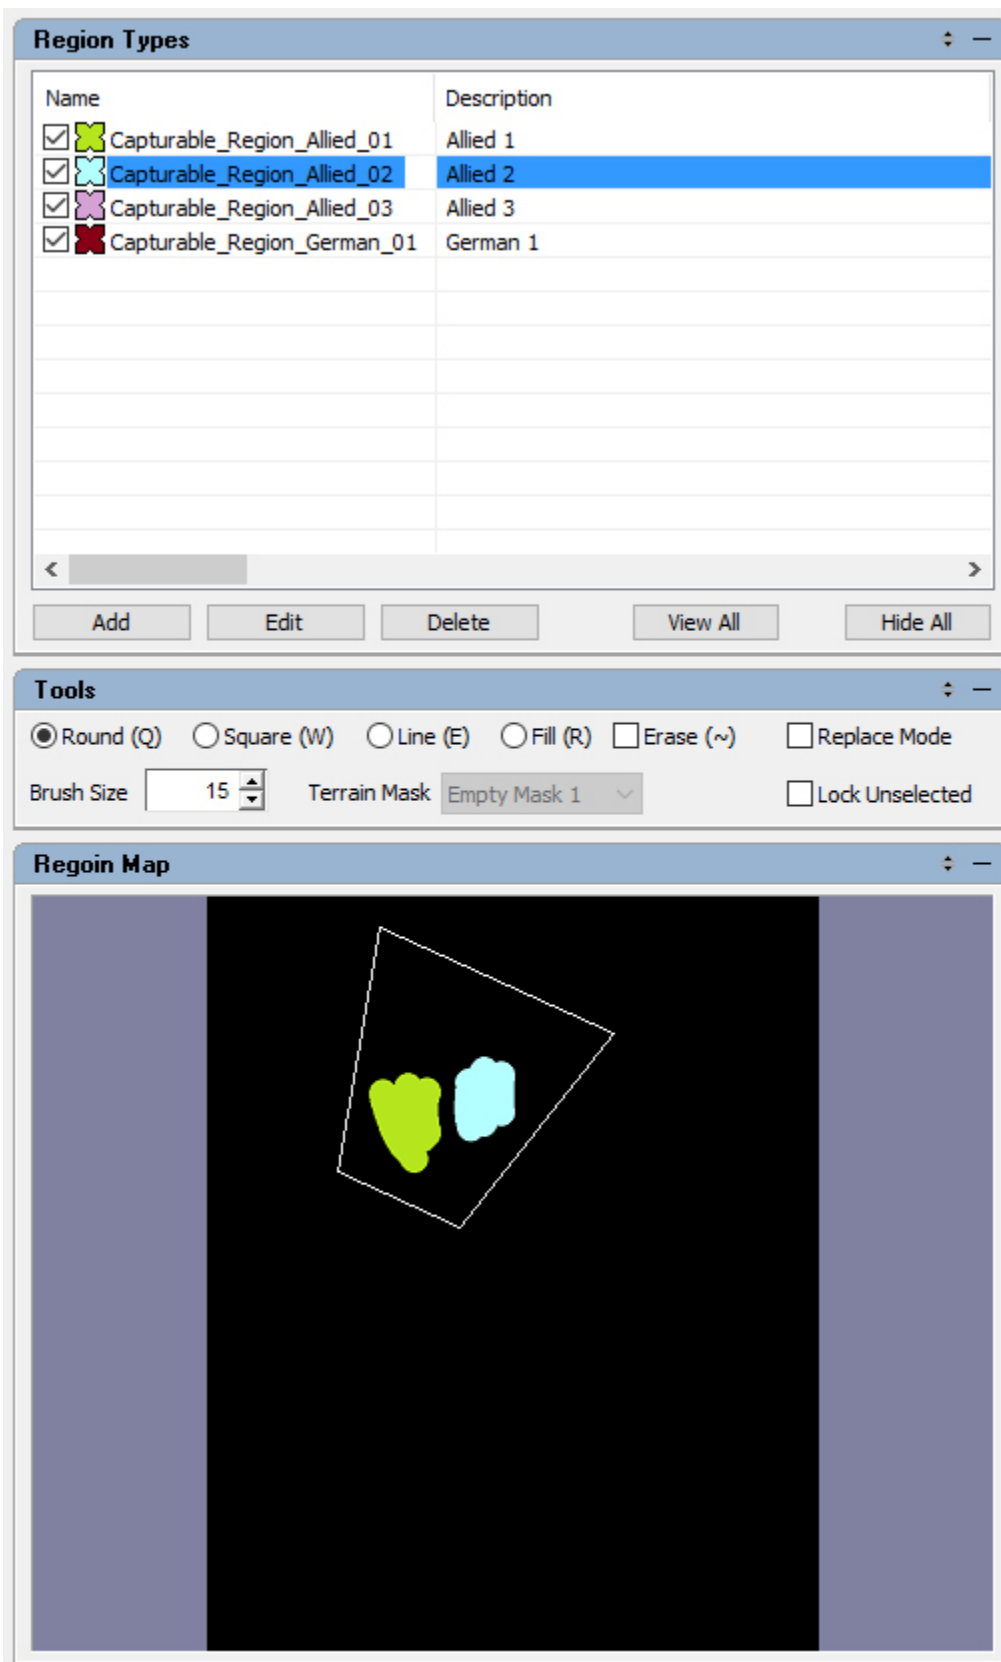 Region Types
Name Description
Capturable_Region_Allied_01 Allied 1
Capturable_Region_Allied_02 Allied 2
Capturable_Region_Allied_03 Allied 3
Capturable_Region_German_01 German 1
Add Edit Delete View All Hide All
Tools
Round (Q) Square (W) Line (E) Fill (R) Erase (~) Replace Mode
Brush Size 15 Terrain Mask Empty Mask 1 Lock Unselected
Regoin Map